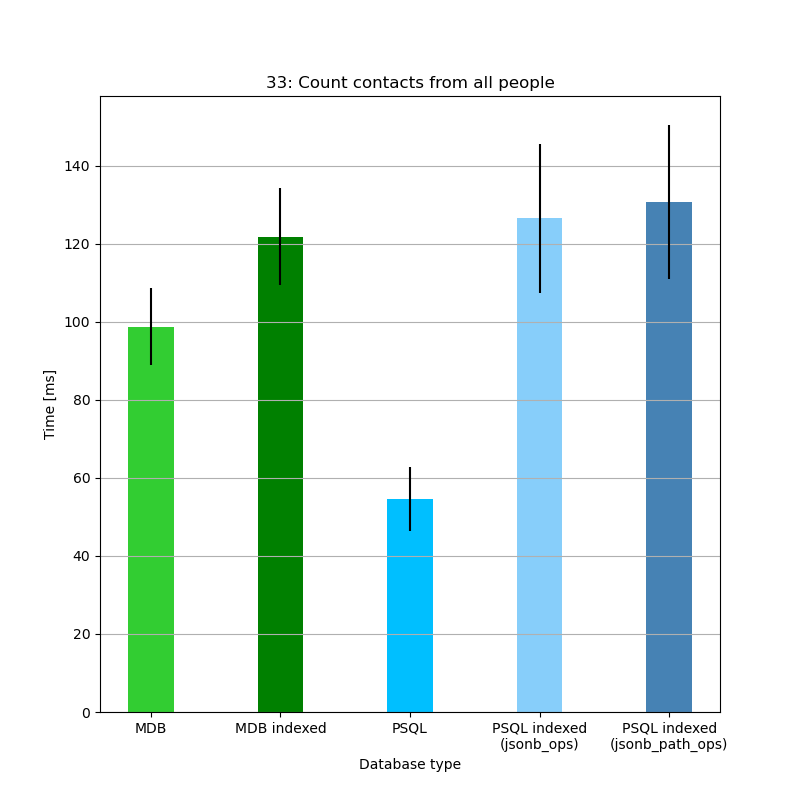 33: Count contacts from all people
Time [ms]
140
120
100
80
60
40
20
0
MDB
MDB indexed
PSQL
PSQL indexed
(jsonb_ops)
PSQL indexed
(jsonb_path_ops)
Database type